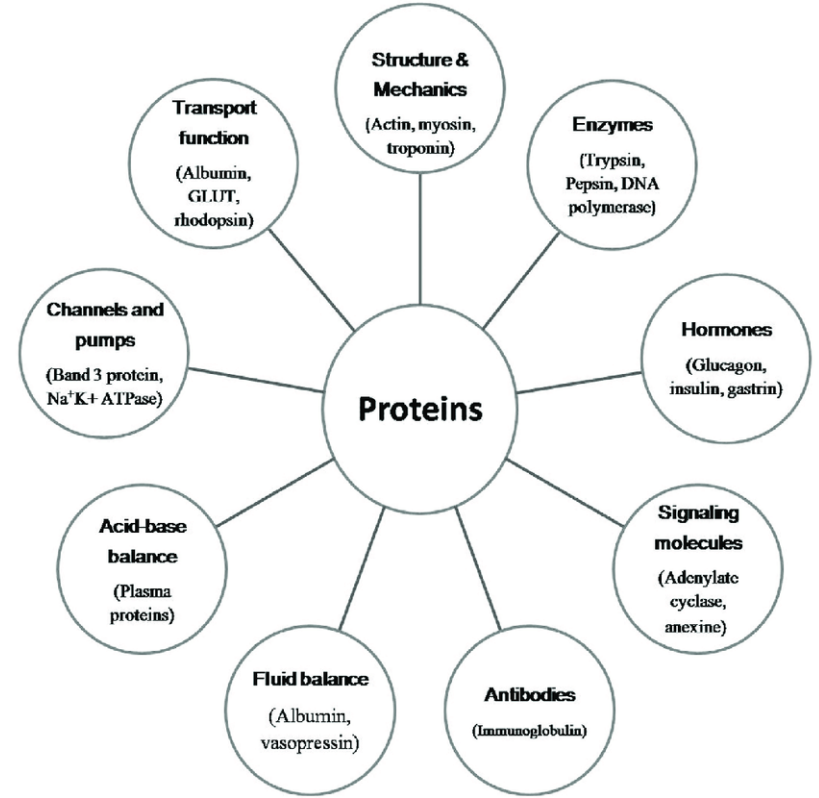 Structure &
Mechanics
(Actin, myosin,
troponin)
Enzymes
(Trypsin,
Pepsin, DNA
polymerase)
Hormones
(Glucagon,
insulin, gastrin)
Signaling
molecules
(Adenylate
cyclase,
anexine)
Antibodies
(Immunoglobulin)
Fluid balance
(Albumin,
vasopressin)
Acid-base
balance
(Plasma
proteins)
Channels and
pumps
(Band 3 protein,
Na⁺K+ ATPase)
Transport
function
(Albumin,
GLUT,
rhodopsin)
Proteins